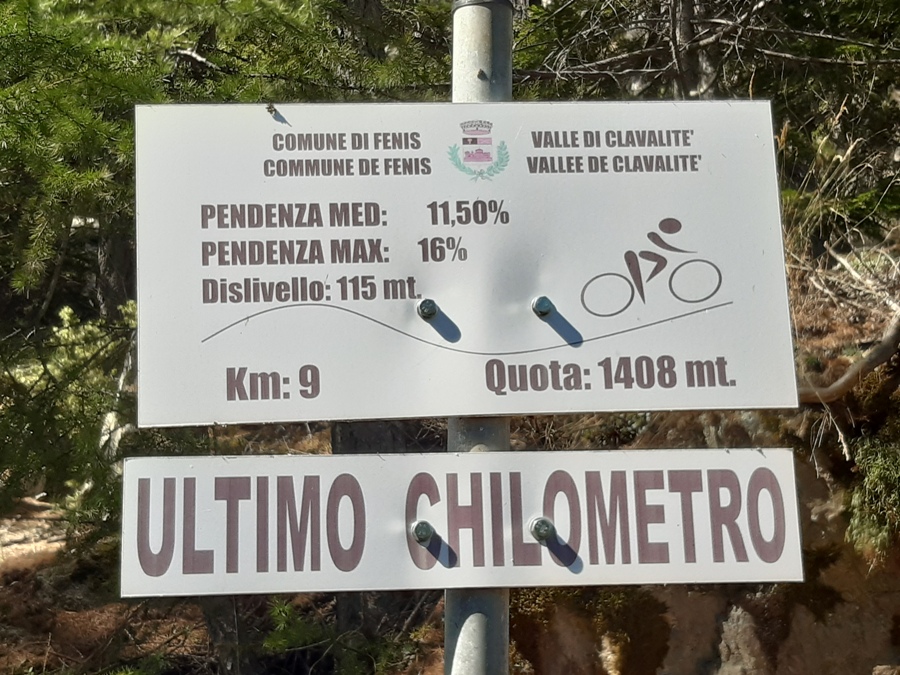 COMUNE DI FENIS
COMMUNE DE FENIS
VALLE DI CLAVALITE'
VALLEE DE CLAVALITE'
PENDENZA MED: 11,50%
PENDENZA MAX: 16%
Dislivello: 115 mt.
Km: 9
Quota: 1408 mt.
ULTIMO CHILOMETRO